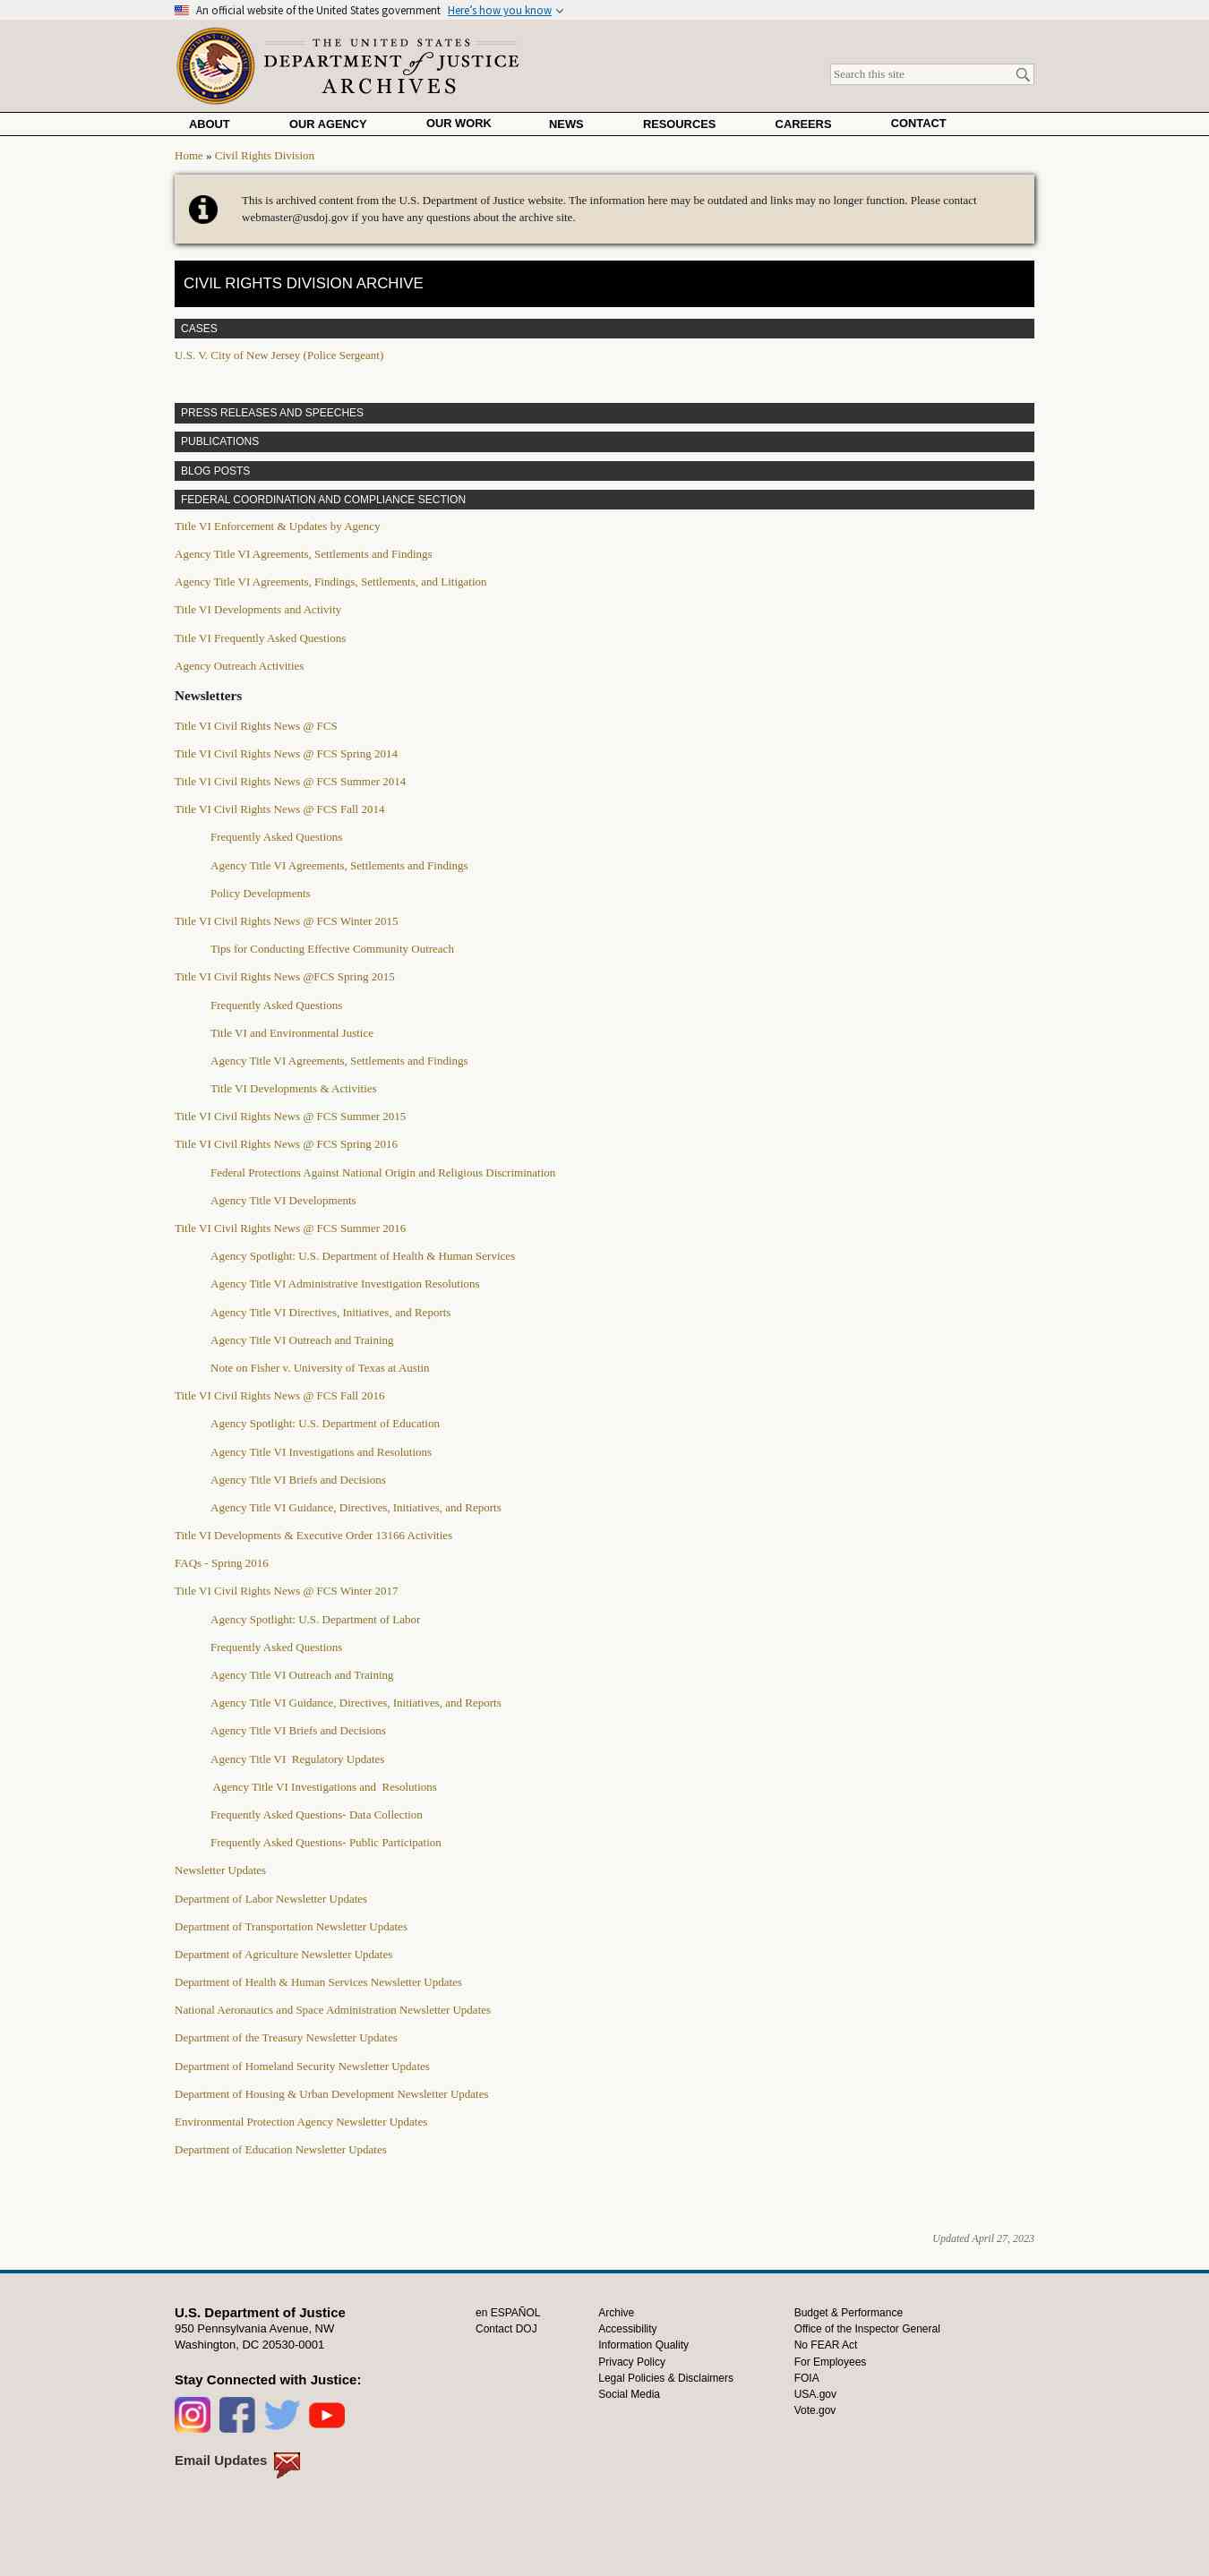 An official website of the United States government Here's how you know
THE UNITED STATES
DEPARTMENT of JUSTICE
ARCHIVES
Search this site
ABOUT OUR AGENCY OUR WORK NEWS RESOURCES CAREERS CONTACT
Home » Civil Rights Division
This is archived content from the U.S. Department of Justice website. The information here may be outdated and links may no longer function. Please contact
webmaster@usdoj.gov if you have any questions about the archive site.
CIVIL RIGHTS DIVISION ARCHIVE
CASES
U.S. V. City of New Jersey (Police Sergeant)
PRESS RELEASES AND SPEECHES
PUBLICATIONS
BLOG POSTS
FEDERAL COORDINATION AND COMPLIANCE SECTION
Title VI Enforcement & Updates by Agency
Agency Title VI Agreements, Settlements and Findings
Agency Title VI Agreements, Findings, Settlements, and Litigation
Title VI Developments and Activity
Title VI Frequently Asked Questions
Agency Outreach Activities
Newsletters
Title VI Civil Rights News @ FCS
Title VI Civil Rights News @ FCS Spring 2014
Title VI Civil Rights News @ FCS Summer 2014
Title VI Civil Rights News @ FCS Fall 2014
Frequently Asked Questions
Agency Title VI Agreements, Settlements and Findings
Policy Developments
Title VI Civil Rights News @ FCS Winter 2015
Tips for Conducting Effective Community Outreach
Title VI Civil Rights News @FCS Spring 2015
Frequently Asked Questions
Title VI and Environmental Justice
Agency Title VI Agreements, Settlements and Findings
Title VI Developments & Activities
Title VI Civil Rights News @ FCS Summer 2015
Title VI Civil Rights News @ FCS Spring 2016
Federal Protections Against National Origin and Religious Discrimination
Agency Title VI Developments
Title VI Civil Rights News @ FCS Summer 2016
Agency Spotlight: U.S. Department of Health & Human Services
Agency Title VI Administrative Investigation Resolutions
Agency Title VI Directives, Initiatives, and Reports
Agency Title VI Outreach and Training
Note on Fisher v. University of Texas at Austin
Title VI Civil Rights News @ FCS Fall 2016
Agency Spotlight: U.S. Department of Education
Agency Title VI Investigations and Resolutions
Agency Title VI Briefs and Decisions
Agency Title VI Guidance, Directives, Initiatives, and Reports
Title VI Developments & Executive Order 13166 Activities
FAQs - Spring 2016
Title VI Civil Rights News @ FCS Winter 2017
Agency Spotlight: U.S. Department of Labor
Frequently Asked Questions
Agency Title VI Outreach and Training
Agency Title VI Guidance, Directives, Initiatives, and Reports
Agency Title VI Briefs and Decisions
Agency Title VI Regulatory Updates
Agency Title VI Investigations and Resolutions
Frequently Asked Questions- Data Collection
Frequently Asked Questions- Public Participation
Newsletter Updates
Department of Labor Newsletter Updates
Department of Transportation Newsletter Updates
Department of Agriculture Newsletter Updates
Department of Health & Human Services Newsletter Updates
National Aeronautics and Space Administration Newsletter Updates
Department of the Treasury Newsletter Updates
Department of Homeland Security Newsletter Updates
Department of Housing & Urban Development Newsletter Updates
Environmental Protection Agency Newsletter Updates
Department of Education Newsletter Updates
Updated April 27, 2023
U.S. Department of Justice
950 Pennsylvania Avenue, NW
Washington, DC 20530-0001
Stay Connected with Justice:
Email Updates
en ESPAÑOL
Contact DOJ
Archive
Accessibility
Information Quality
Privacy Policy
Legal Policies & Disclaimers
Social Media
Budget & Performance
Office of the Inspector General
No FEAR Act
For Employees
FOIA
USA.gov
Vote.gov